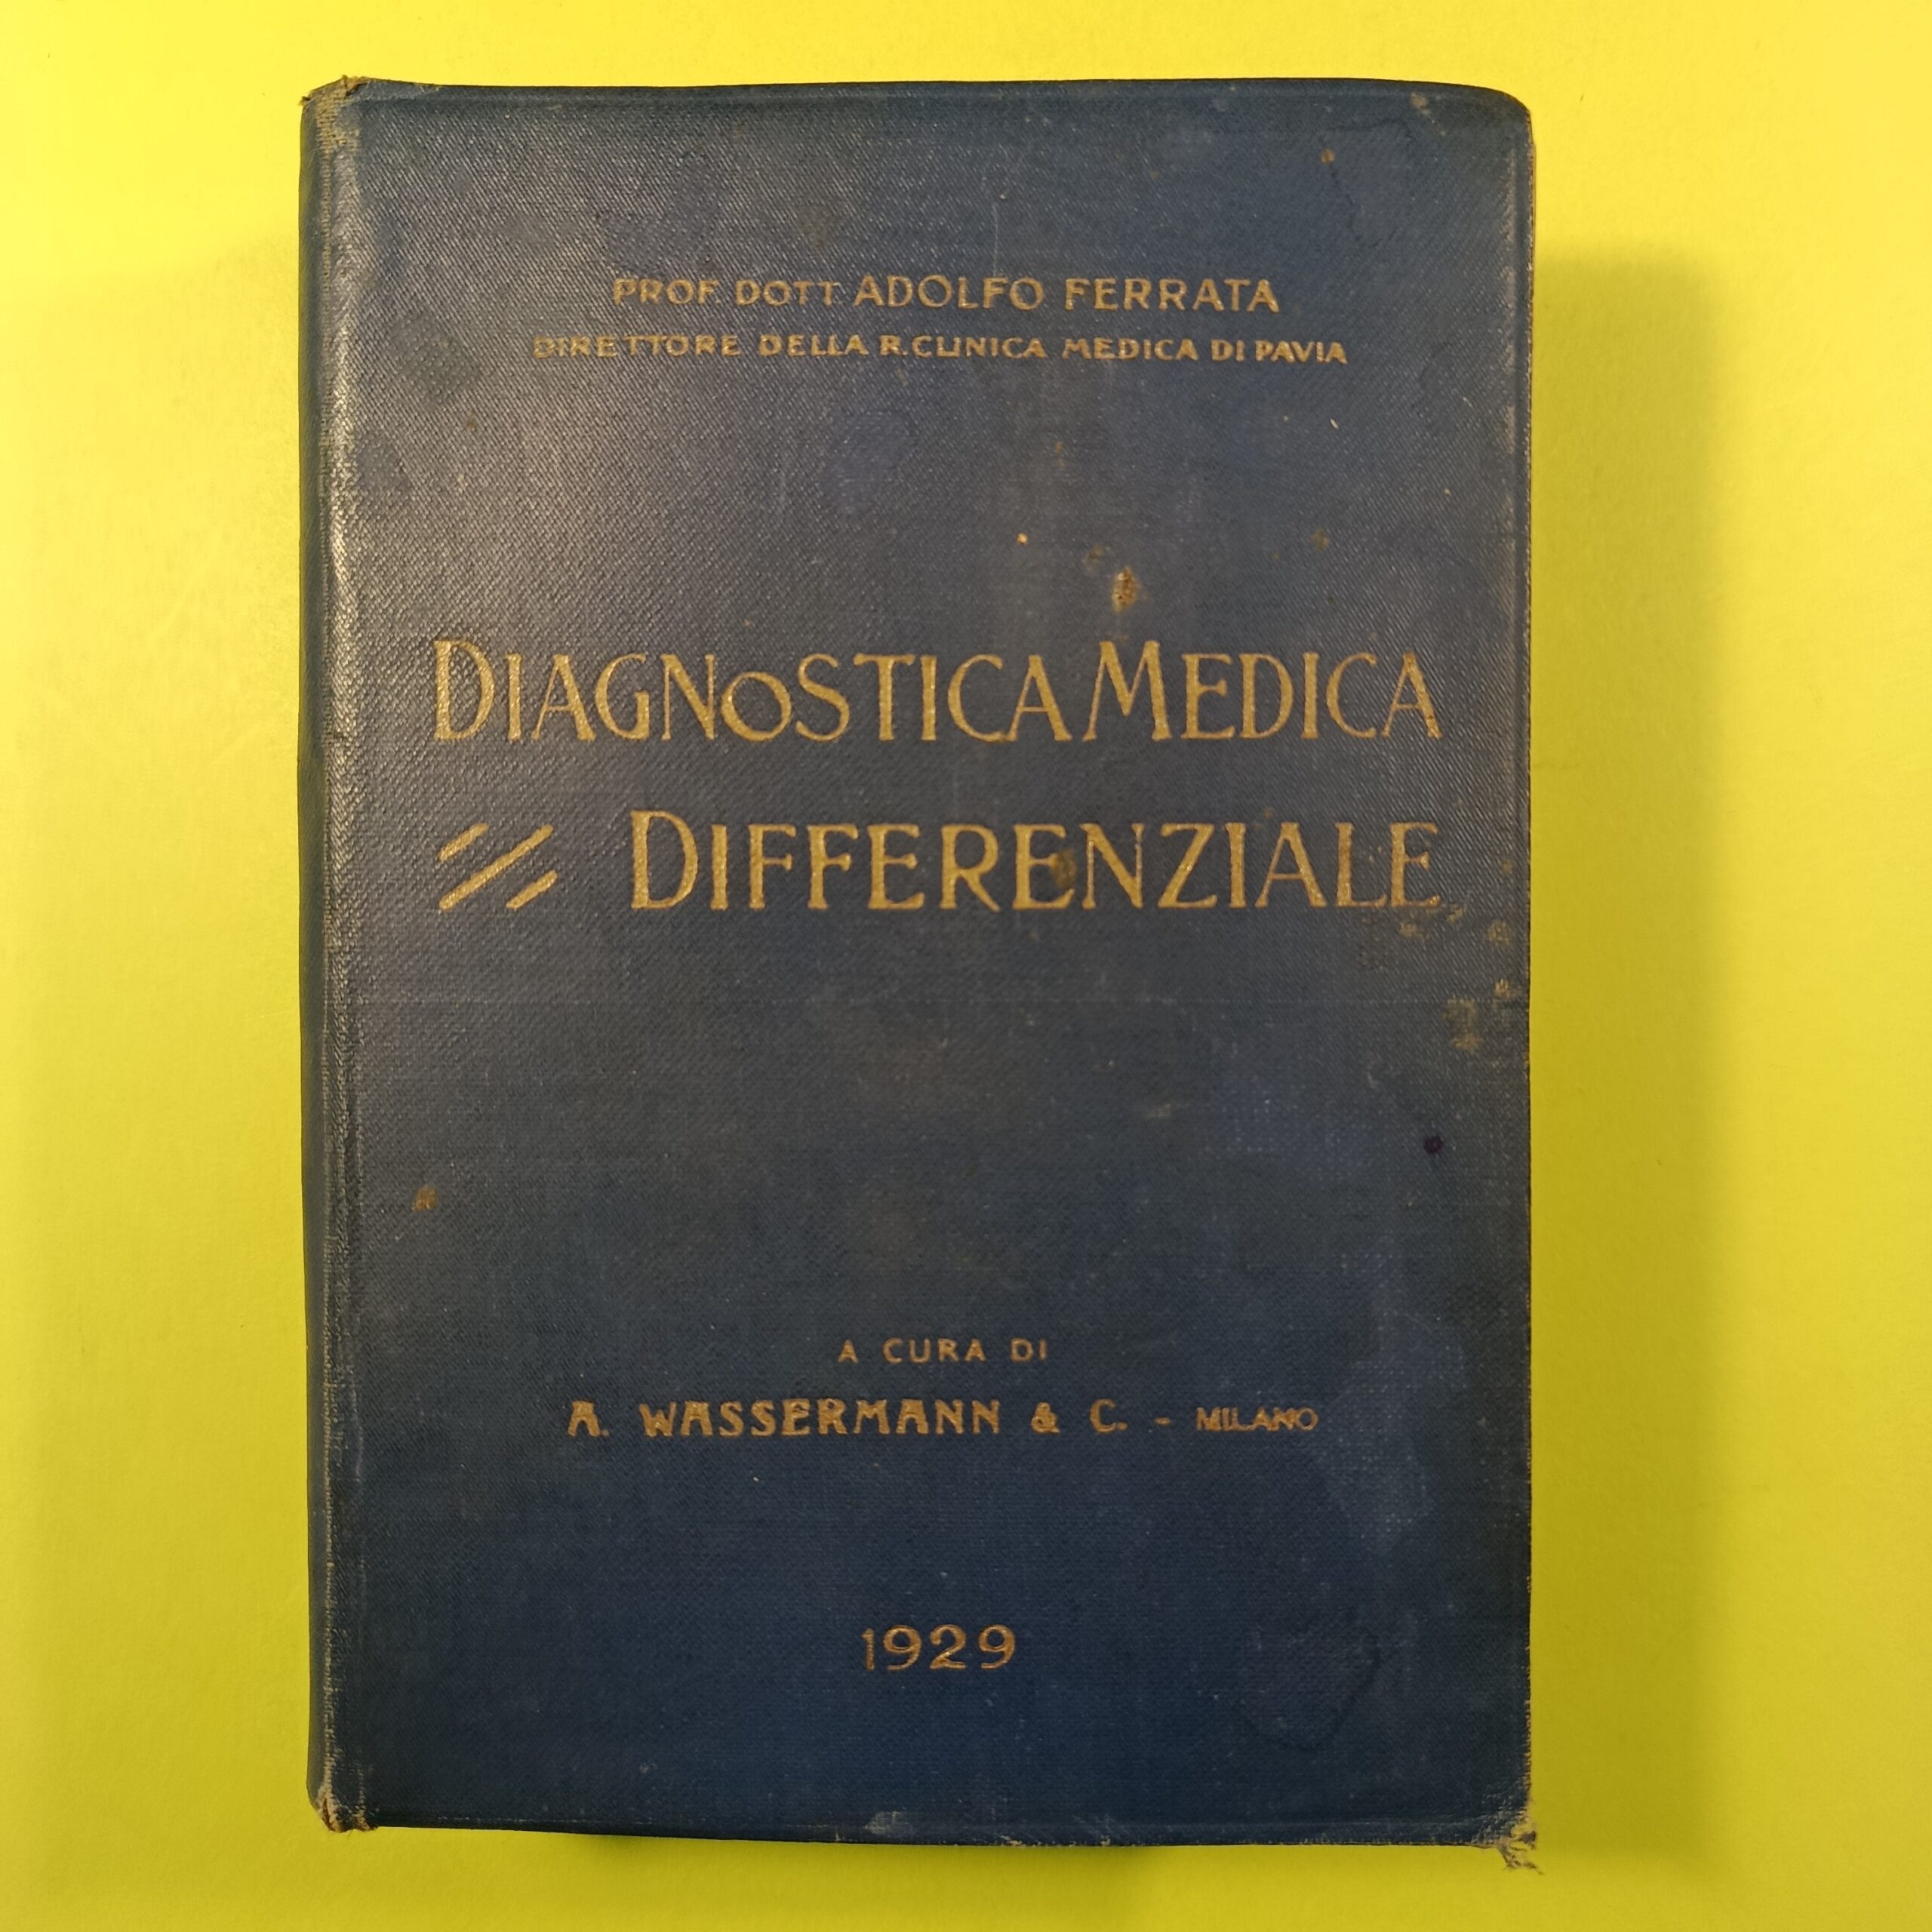 PROF. DOTT. ADOLFO FERRATA
DIRETTORE DELLA R. CLINICA MEDICA DI PAVIA
DIAGNOSTICA MEDICA
DIFFERENZIALE
A CURA DI
A. WASSERMANN & C. - MILANO
1929